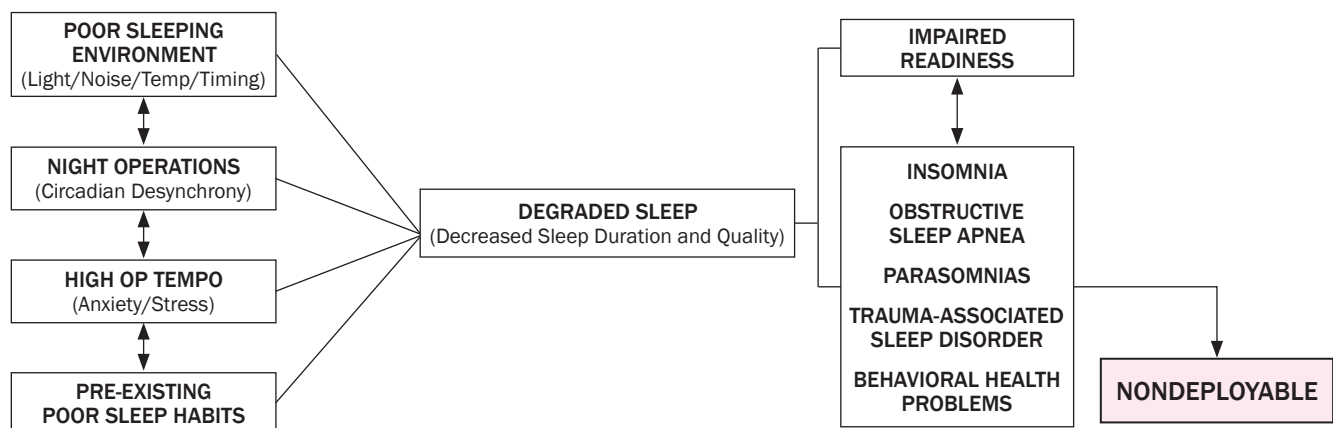 POOR SLEEPING
ENVIRONMENT
(Light/Noise/Temp/Timing)
NIGHT OPERATIONS
(Circadian Desynchrony)
HIGH OP TEMPO
(Anxiety/Stress)
PRE-EXISTING
POOR SLEEP HABITS
DEGRADED SLEEP
(Decreased Sleep Duration and Quality)
IMPAIRED
READINESS
INSOMNIA
OBSTRUCTIVE
SLEEP APNEA
PARASOMNIAS
TRAUMA-ASSOCIATED
SLEEP DISORDER
BEHAVIORAL HEALTH
PROBLEMS
NONDEPLOYABLE